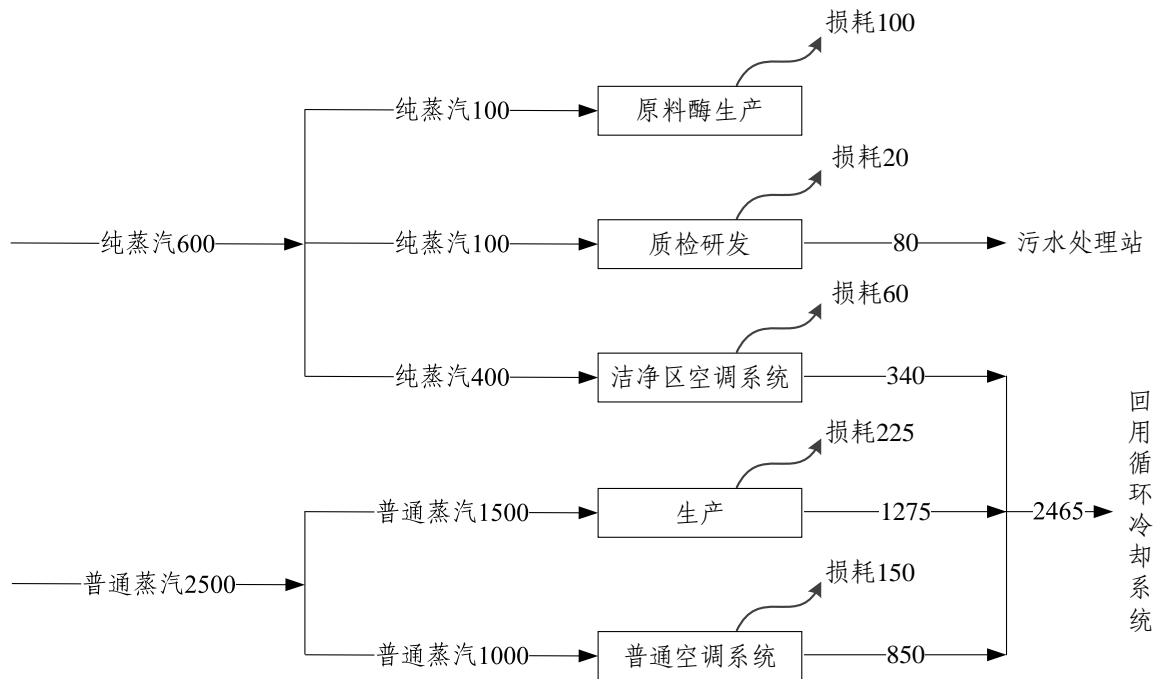 损耗100
纯蒸汽100
原料酶生产
损耗20
纯蒸汽600
纯蒸汽100
质检研发
80
污水处理站
损耗60
纯蒸汽400
洁净区空调系统
340
损耗225
普通蒸汽1500
生产
1275
2465
回用循环冷却系统
普通蒸汽2500
损耗150
普通蒸汽1000
普通空调系统
850